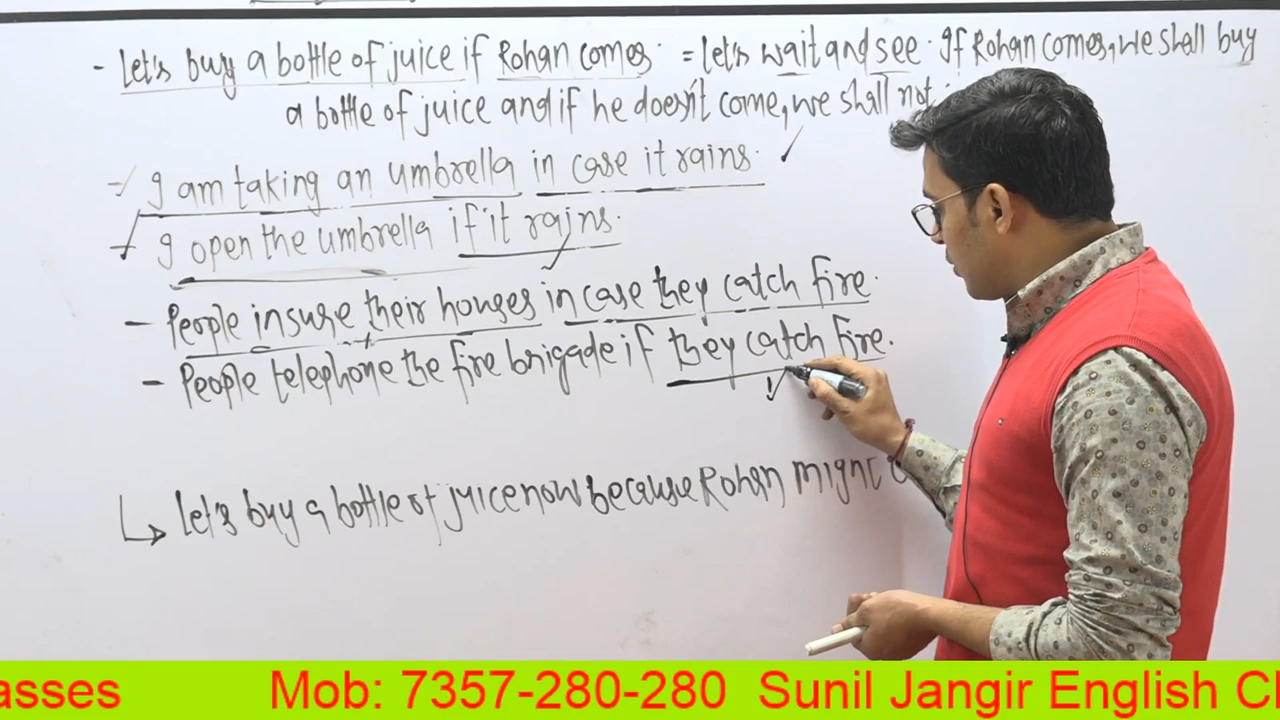 - Let's buy a bottle of juice if Rohan comes. = let's wait and see. If Rohan comes, we shall buy
a bottle of juice and if he doesn't come, we shall not
- I am taking an umbrella in case it rains.
- I open the umbrella if it rains.
- People insure their houses in case they catch fire.
- People telephone the fire brigade if they catch fire.
↳ let's buy a bottle of juice now because Rohan might
asses Mob: 7357-280-280 Sunil Jangir English Cl